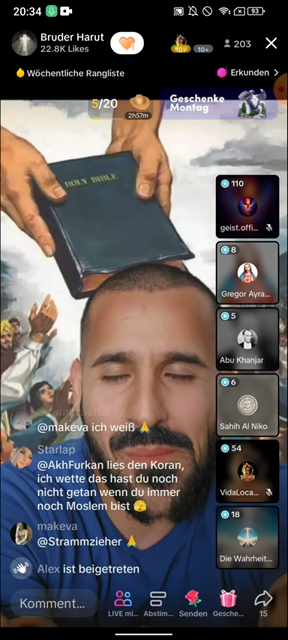 20:34
93
Bruder Harut
22.8K Likes
10+
203
Wöchentliche Rangliste
Erkunden >
5/20
2h57m
Geschenke
Montag
HOLY BIBLE
110
geist.offi...
8
Gregor Ayra...
5
Abu Khanjar
6
Sahih Al Niko
54
VidaLoca...
18
Die Wahrheit...
@makeva ich weiß 🙏
Starlap
@AkhFurkan lies den Koran,
ich wette das hast du noch
nicht getan wenn du immer
noch Moslem bist
makeva
@Strammzieher 🙏
Alex ist beigetreten
Komment...
LIVE mi...
Abstim...
Senden
Gesche...
15